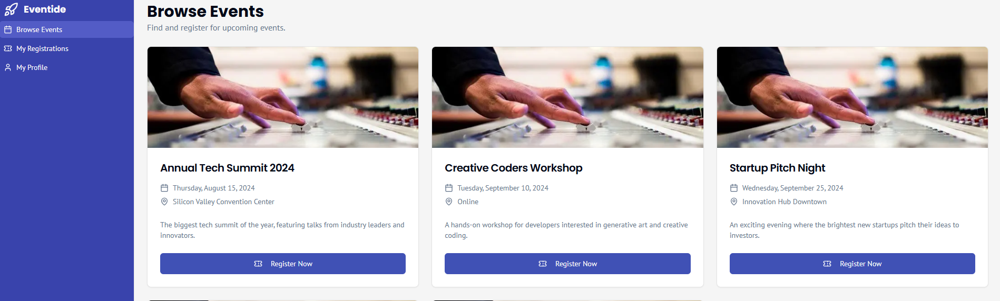 Eventide
Browse Events
My Registrations
My Profile
Browse Events
Find and register for upcoming events.
Annual Tech Summit 2024
Thursday, August 15, 2024
Silicon Valley Convention Center
The biggest tech summit of the year, featuring talks from industry leaders and
innovators.
Register Now
Creative Coders Workshop
Tuesday, September 10, 2024
Online
A hands-on workshop for developers interested in generative art and creative
coding.
Register Now
Startup Pitch Night
Wednesday, September 25, 2024
Innovation Hub Downtown
An exciting evening where the brightest new startups pitch their ideas to
investors.
Register Now